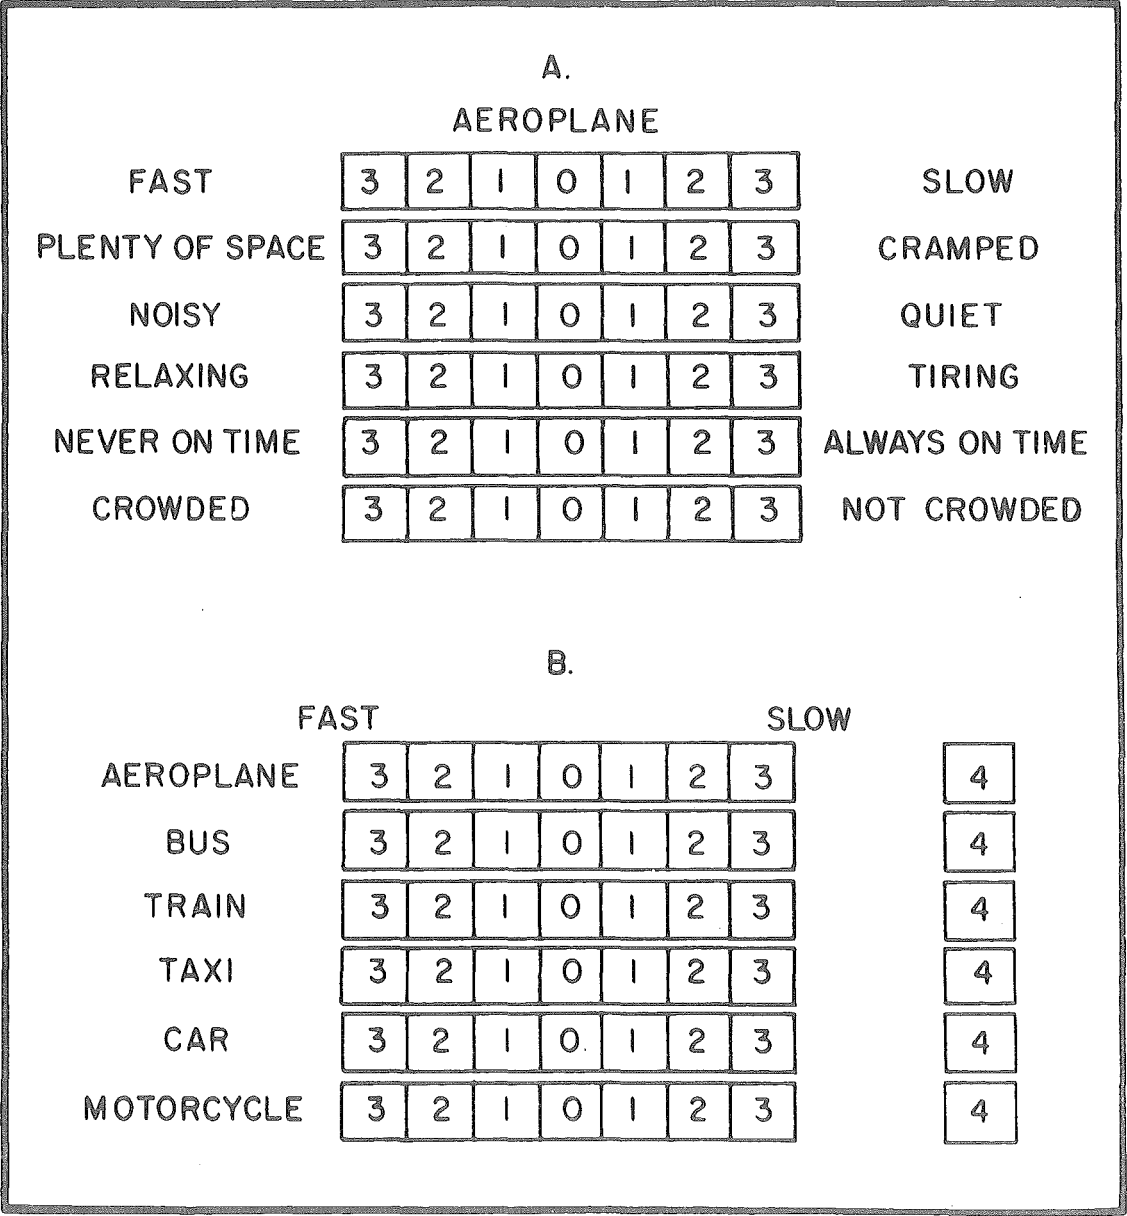 A.
AEROPLANE
FAST 3 2 1 0 1 2 3 SLOW
PLENTY OF SPACE 3 2 1 0 1 2 3 CRAMPED
NOISY 3 2 1 0 1 2 3 QUIET
RELAXING 3 2 1 0 1 2 3 TIRING
NEVER ON TIME 3 2 1 0 1 2 3 ALWAYS ON TIME
CROWDED 3 2 1 0 1 2 3 NOT CROWDED
B.
FAST SLOW
AEROPLANE 3 2 1 0 1 2 3 4
BUS 3 2 1 0 1 2 3 4
TRAIN 3 2 1 0 1 2 3 4
TAXI 3 2 1 0 1 2 3 4
CAR 3 2 1 0 1 2 3 4
MOTORCYCLE 3 2 1 0 1 2 3 4